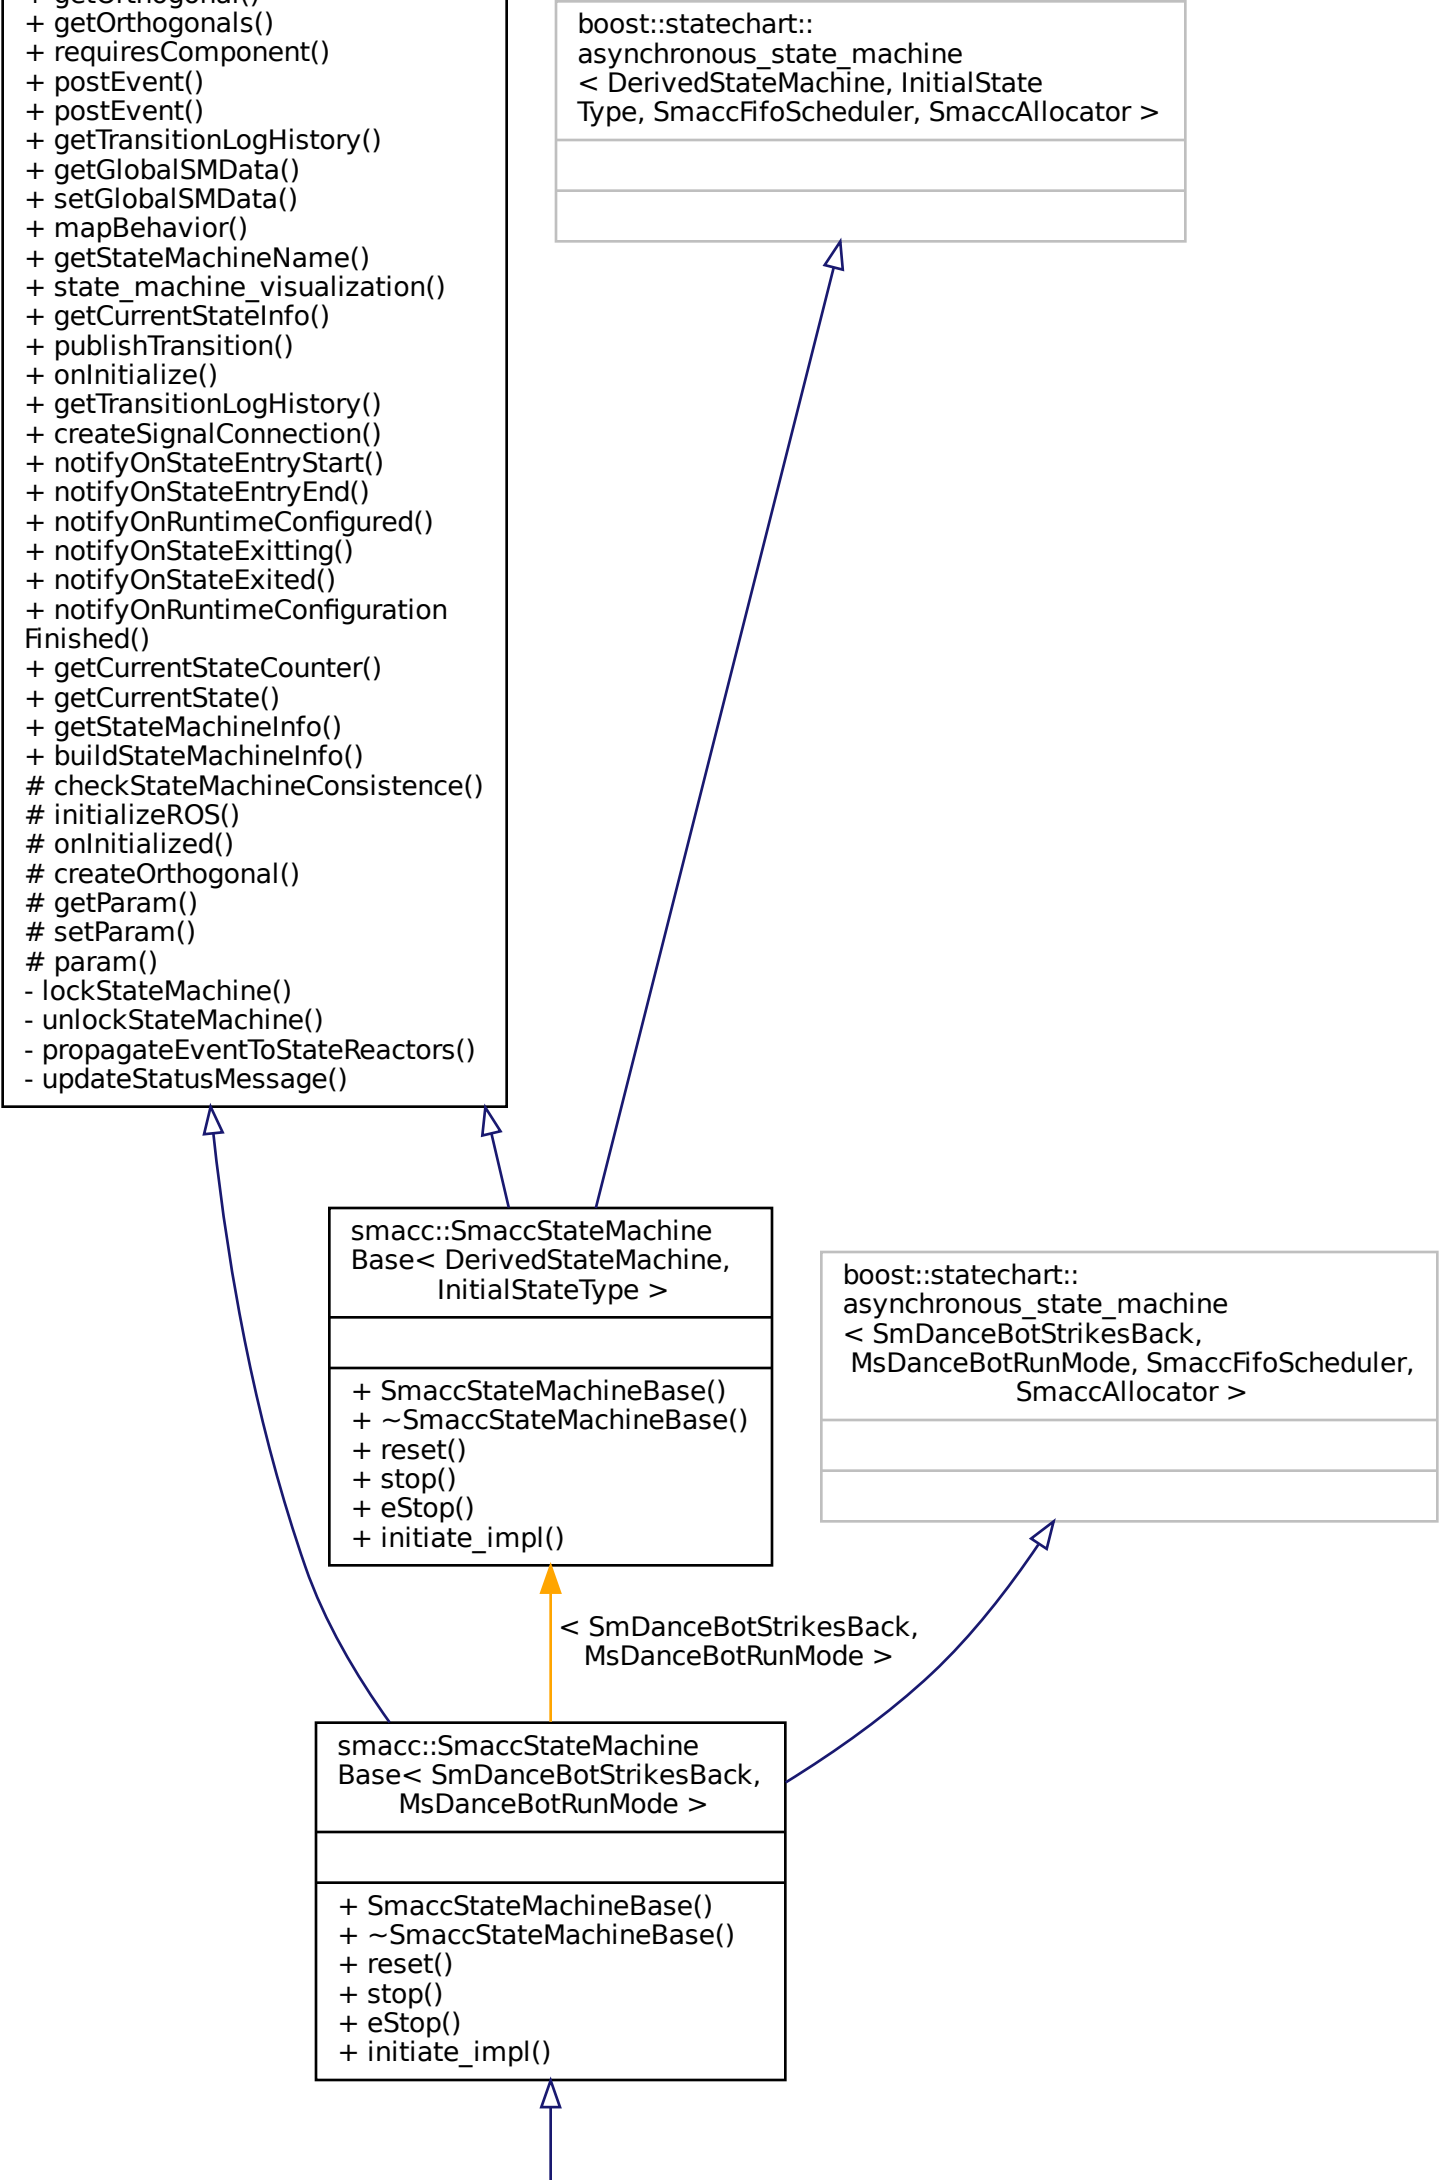 + getOrthogonal()
+ getOrthogonals()
+ requiresComponent()
+ postEvent()
+ postEvent()
+ getTransitionLogHistory()
+ getGlobalSMData()
+ setGlobalSMData()
+ mapBehavior()
+ getStateMachineName()
+ state_machine_visualization()
+ getCurrentStateInfo()
+ publishTransition()
+ onInitialize()
+ getTransitionLogHistory()
+ createSignalConnection()
+ notifyOnStateEntryStart()
+ notifyOnStateEntryEnd()
+ notifyOnRuntimeConfigured()
+ notifyOnStateExitting()
+ notifyOnStateExited()
+ notifyOnRuntimeConfiguration
Finished()
+ getCurrentStateCounter()
+ getCurrentState()
+ getStateMachineInfo()
+ buildStateMachineInfo()
# checkStateMachineConsistence()
# initializeROS()
# onInitialized()
# createOrthogonal()
# getParam()
# setParam()
# param()
- lockStateMachine()
- unlockStateMachine()
- propagateEventToStateReactors()
- updateStatusMessage()
boost::statechart::
asynchronous_state_machine
< DerivedStateMachine, InitialState
Type, SmaccFifoScheduler, SmaccAllocator >
smacc::SmaccStateMachine
Base< DerivedStateMachine,
InitialStateType >
+ SmaccStateMachineBase()
+ ~SmaccStateMachineBase()
+ reset()
+ stop()
+ eStop()
+ initiate_impl()
boost::statechart::
asynchronous_state_machine
< SmDanceBotStrikesBack,
MsDanceBotRunMode, SmaccFifoScheduler,
SmaccAllocator >
< SmDanceBotStrikesBack,
MsDanceBotRunMode >
smacc::SmaccStateMachine
Base< SmDanceBotStrikesBack,
MsDanceBotRunMode >
+ SmaccStateMachineBase()
+ ~SmaccStateMachineBase()
+ reset()
+ stop()
+ eStop()
+ initiate_impl()